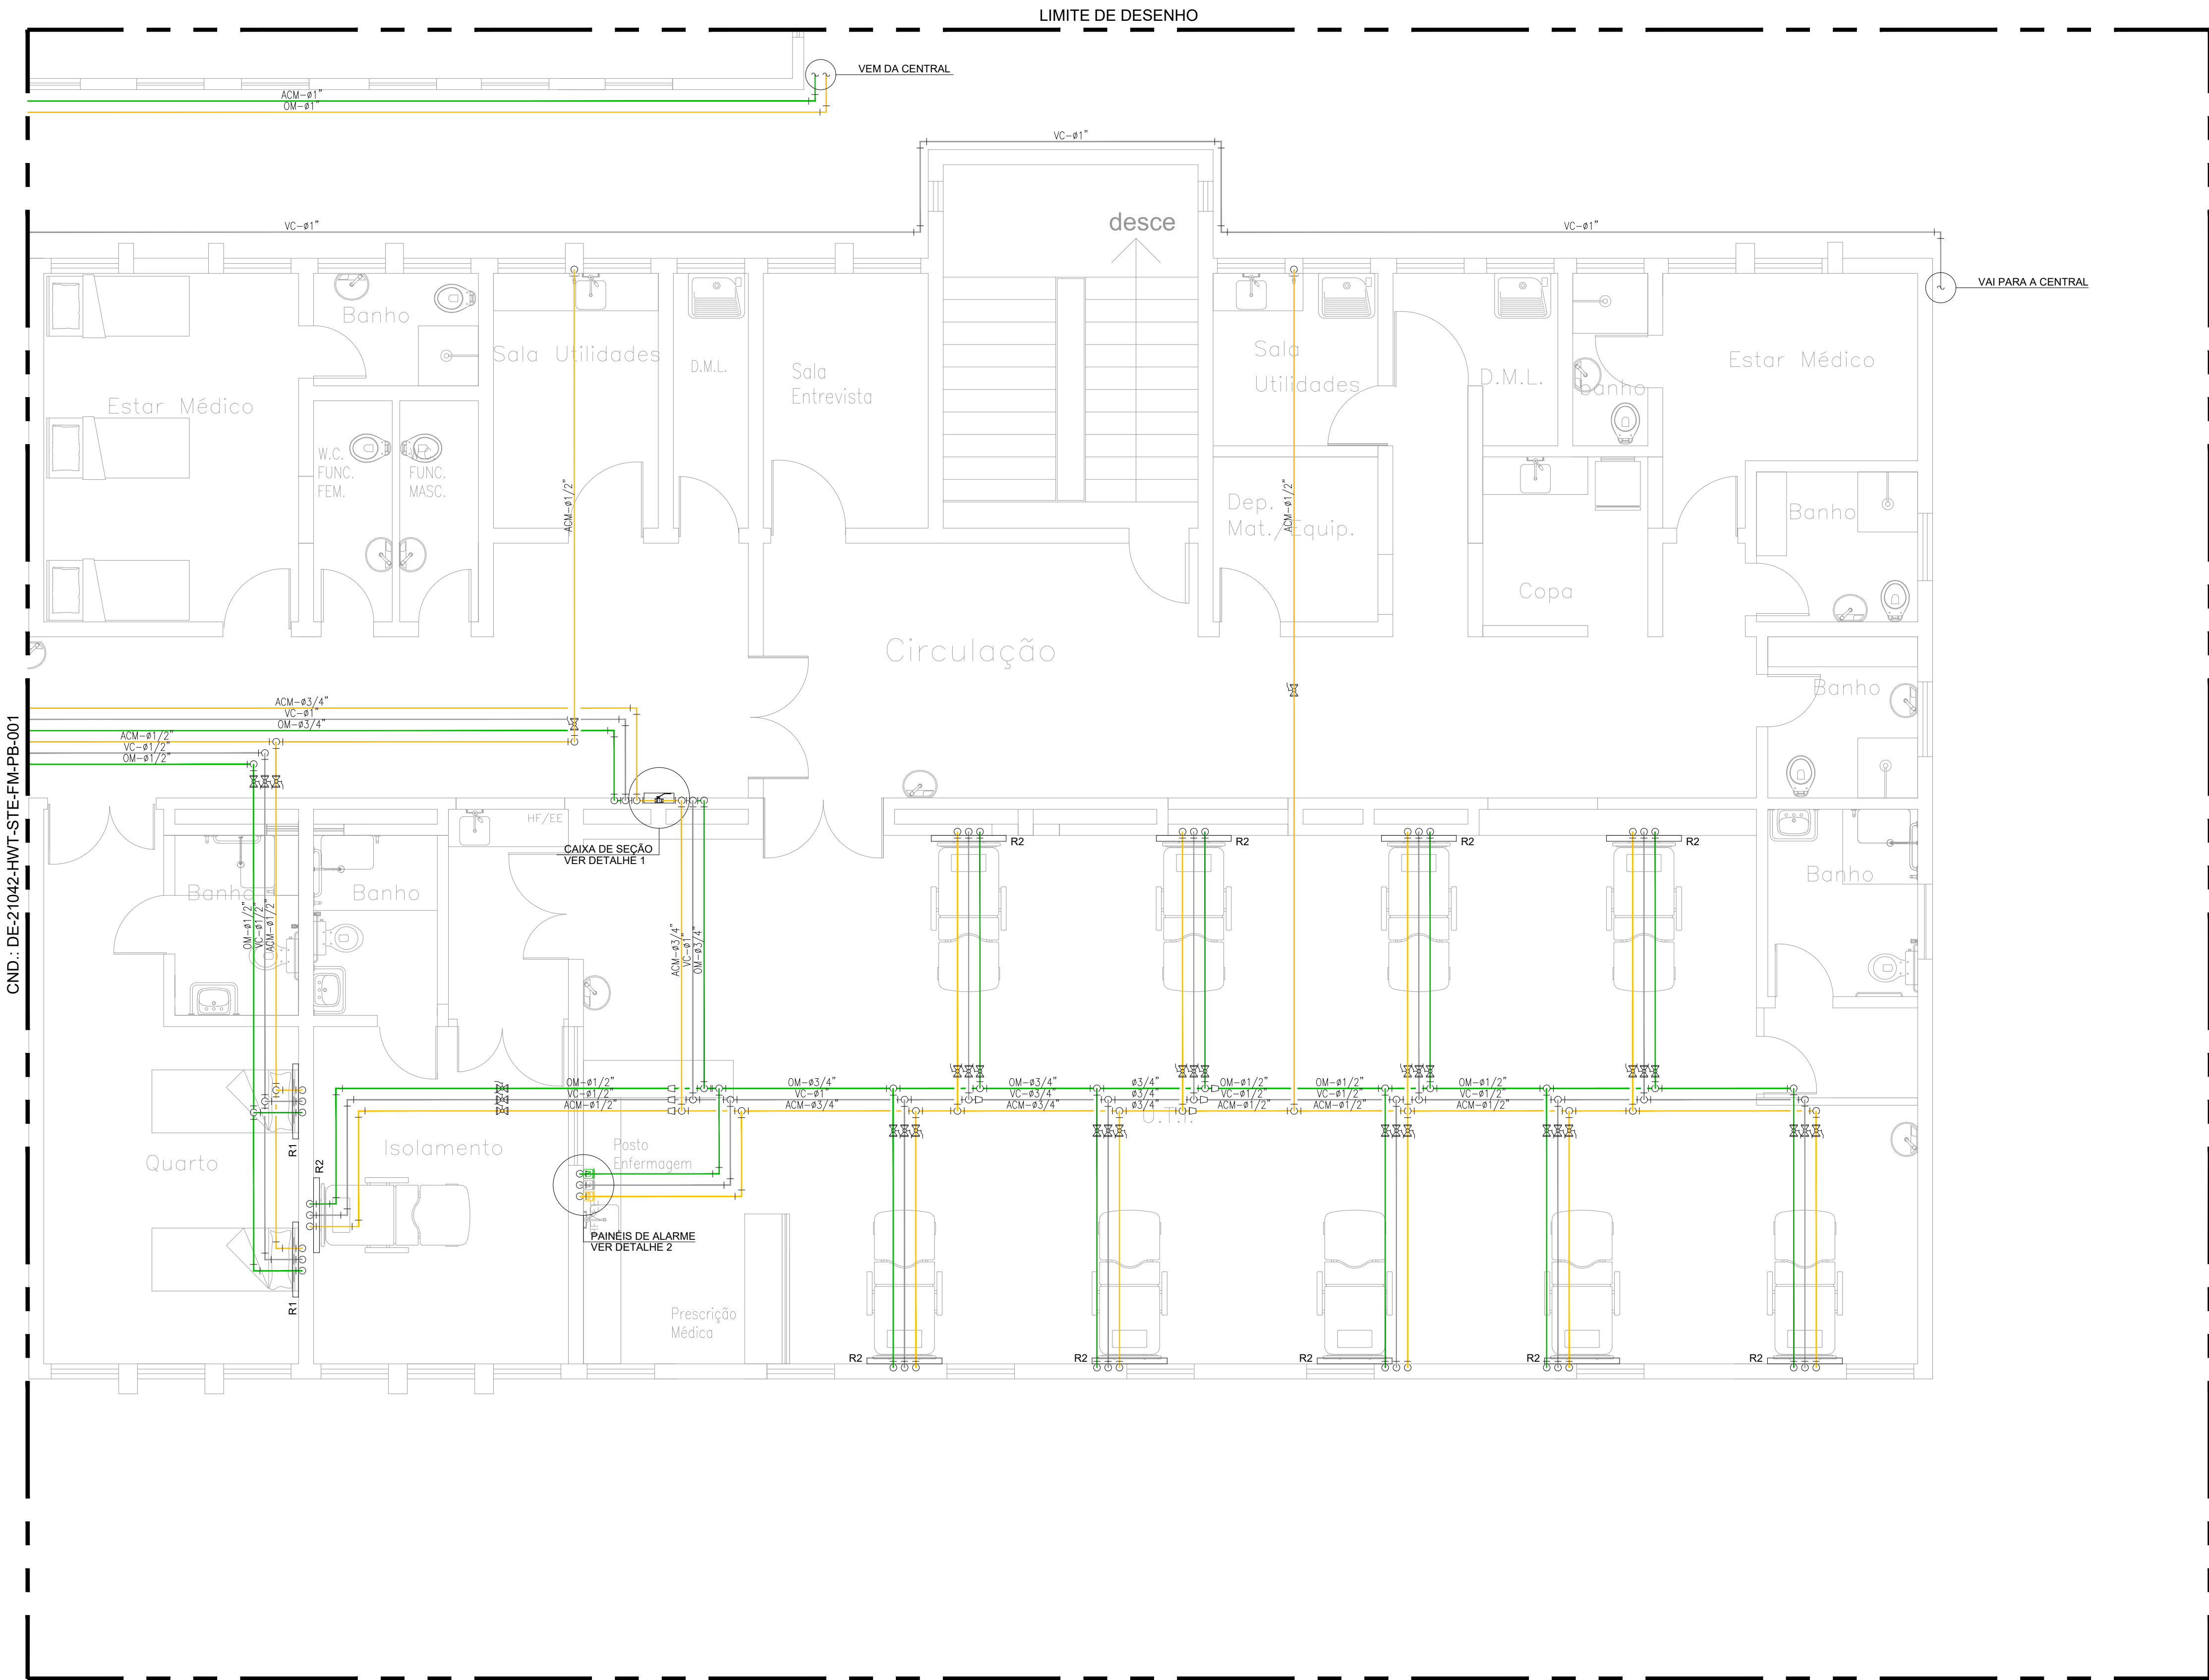 LIMITE DE DESENHO
VEM DA CENTRAL
ACM-ø1"
OM-ø1"
VC-ø1"
VC-ø1"
VC-ø1"
desce
VAI PARA A CENTRAL
Banho
Sala Utilidades
D.M.L.
Sala
Entrevista
Sala
Utilidades
D.M.L.
banho
Estar Médico
Estar Médico
W.C.
FUNC.
FEM.
W.C.
FUNC.
MASC.
ACM-ø1/2"
ACM-ø1/2"
Dep.
Mat./Equip.
Banho
Copa
Circulação
Banho
ACM-ø3/4"
VC-ø1"
OM-ø3/4"
ACM-ø1/2"
VC-ø1/2"
OM-ø1/2"
CND.: DE-21042-HWT-STE-FM-PB-001
HF/EE
CAIXA DE SEÇÃO
VER DETALHE 1
R2
R2
R2
R2
Banho
Banho
Banho
OM-ø1/2"
VC-ø1/2"
ACM-ø1/2"
ACM-ø3/4"
VC-ø1"
OM-ø3/4"
OM-ø1/2"
VC-ø1/2"
ACM-ø1/2"
OM-ø3/4"
VC-ø1"
ACM-ø3/4"
OM-ø3/4"
VC-ø3/4"
ACM-ø3/4"
ø3/4"
ø3/4"
ø3/4"
OM-ø1/2"
VC-ø1/2"
ACM-ø1/2"
OM-ø1/2"
VC-ø1/2"
ACM-ø1/2"
OM-ø1/2"
VC-ø1/2"
ACM-ø1/2"
U.T.I.
Quarto
R1
R2
Isolamento
Posto
Enfermagem
PAINÉIS DE ALARME
VER DETALHE 2
R1
Prescrição
Médica
R2
R2
R2
R2
R2